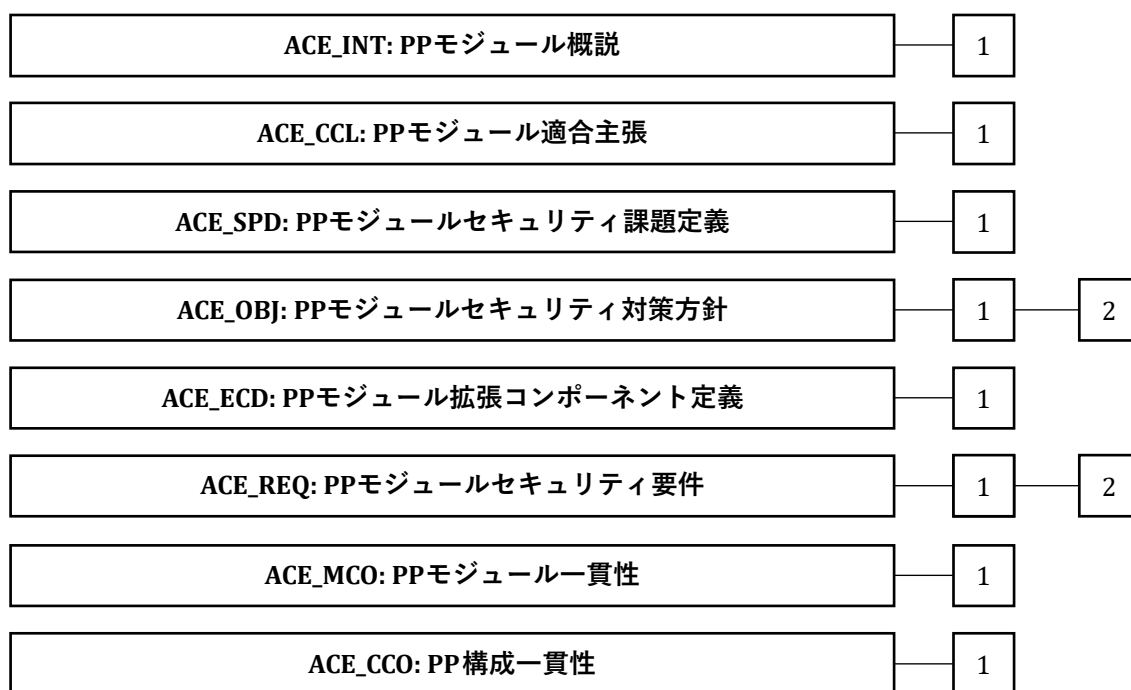 ACE_INT: PPモジュール概説 1
ACE_CCL: PPモジュール適合主張 1
ACE_SPD: PPモジュールセキュリティ課題定義 1
ACE_OBJ: PPモジュールセキュリティ対策方針 1 2
ACE_ECD: PPモジュール拡張コンポーネント定義 1
ACE_REQ: PPモジュールセキュリティ要件 1 2
ACE_MCO: PPモジュール一貫性 1
ACE_CCO: PP構成一貫性 1